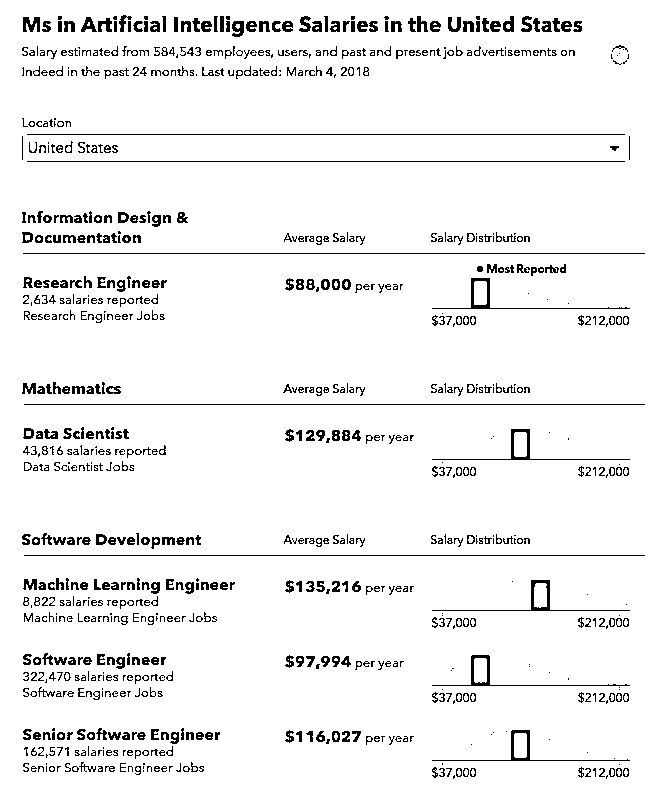 Ms in Artificial Intelligence Salaries in the United States
Salary estimated from 584,543 employees, users, and past and present job advertisements on
Indeed in the past 24 months. Last updated: March 4, 2018
Location
United States
Information Design &
Documentation Average Salary Salary Distribution
• Most Reported
Research Engineer $88,000 per year
2,634 salaries reported
Research Engineer Jobs
$37,000 $212,000
Mathematics Average Salary Salary Distribution
Data Scientist $129,884 per year
43,816 salaries reported
Data Scientist Jobs
$37,000 $212,000
Software Development Average Salary Salary Distribution
Machine Learning Engineer $135,216 per year
8,822 salaries reported
Machine Learning Engineer Jobs
$37,000 $212,000
Software Engineer $97,994 per year
322,470 salaries reported
Software Engineer Jobs
$37,000 $212,000
Senior Software Engineer $116,027 per year
162,571 salaries reported
Senior Software Engineer Jobs
$37,000 $212,000